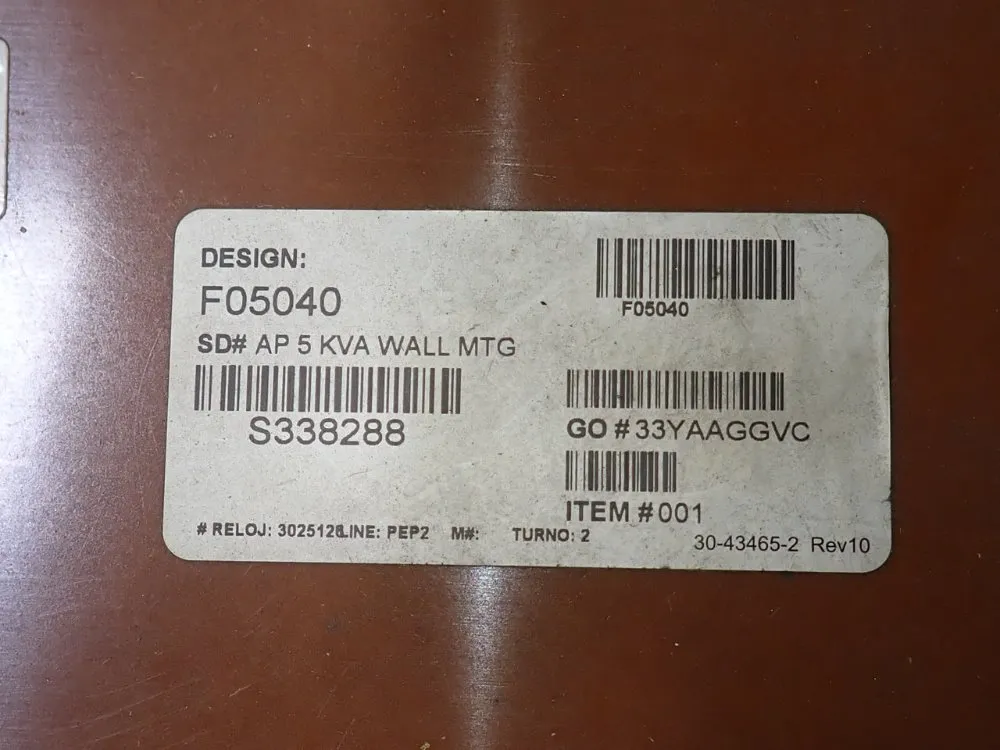 DESIGN:
F05040
F05040
SD# AP 5 KVA WALL MTG
S338288
GO # 33YAAGGVC
ITEM # 001
# RELOJ: 3025128LINE: PEP2 M#: TURNO: 2
30-43465-2 Rev10